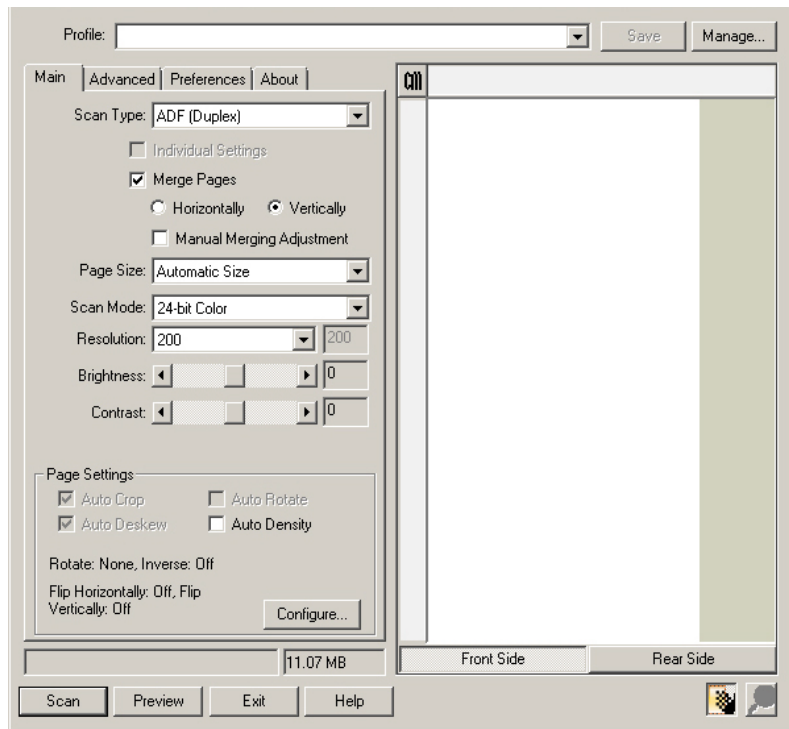 Profile:
Save
Manage...
Main
Advanced
Preferences
About
Scan Type: ADF (Duplex)
Individual Settings
Merge Pages
Horizontally
Vertically
Manual Merging Adjustment
Page Size: Automatic Size
Scan Mode: 24-bit Color
Resolution: 200
200
Brightness:
0
Contrast:
0
Page Settings
Auto Crop
Auto Rotate
Auto Deskew
Auto Density
Rotate: None, Inverse: Off
Flip Horizontally: Off, Flip
Vertically: Off
Configure...
11.07 MB
Front Side
Rear Side
Scan
Preview
Exit
Help